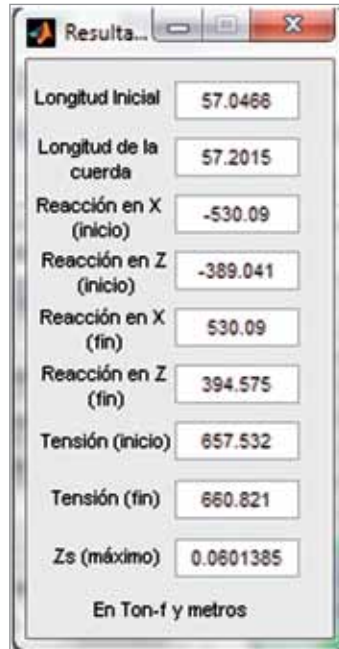 Resulta...
Longitud Inicial 57.0466
Longitud de la
cuerda 57.2015
Reacción en X
(inicio) -530.09
Reacción en Z
(inicio) -389.041
Reacción en X
(fin) 530.09
Reacción en Z
(fin) 394.575
Tensión (inicio) 657.532
Tensión (fin) 660.821
Zs (máximo) 0.0601385
En Ton-f y metros